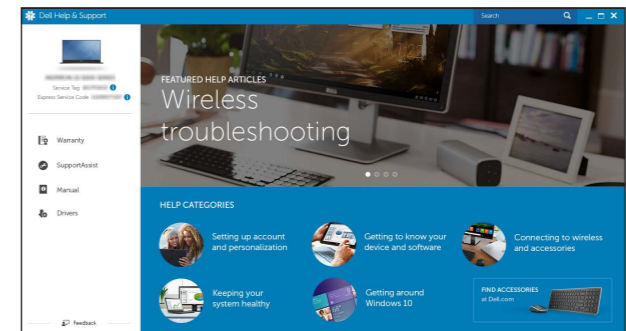 Dell Help & Support
Search
Service Tag
Express Service Code
Warranty
SupportAssist
Manual
Drivers
Feedback
FEATURED HELP ARTICLES
Wireless
troubleshooting
HELP CATEGORIES
Setting up account
and personalization
Getting to know your
device and software
Connecting to wireless
and accessories
Keeping your
system healthy
Getting around
Windows 10
FIND ACCESSORIES
at Dell.com